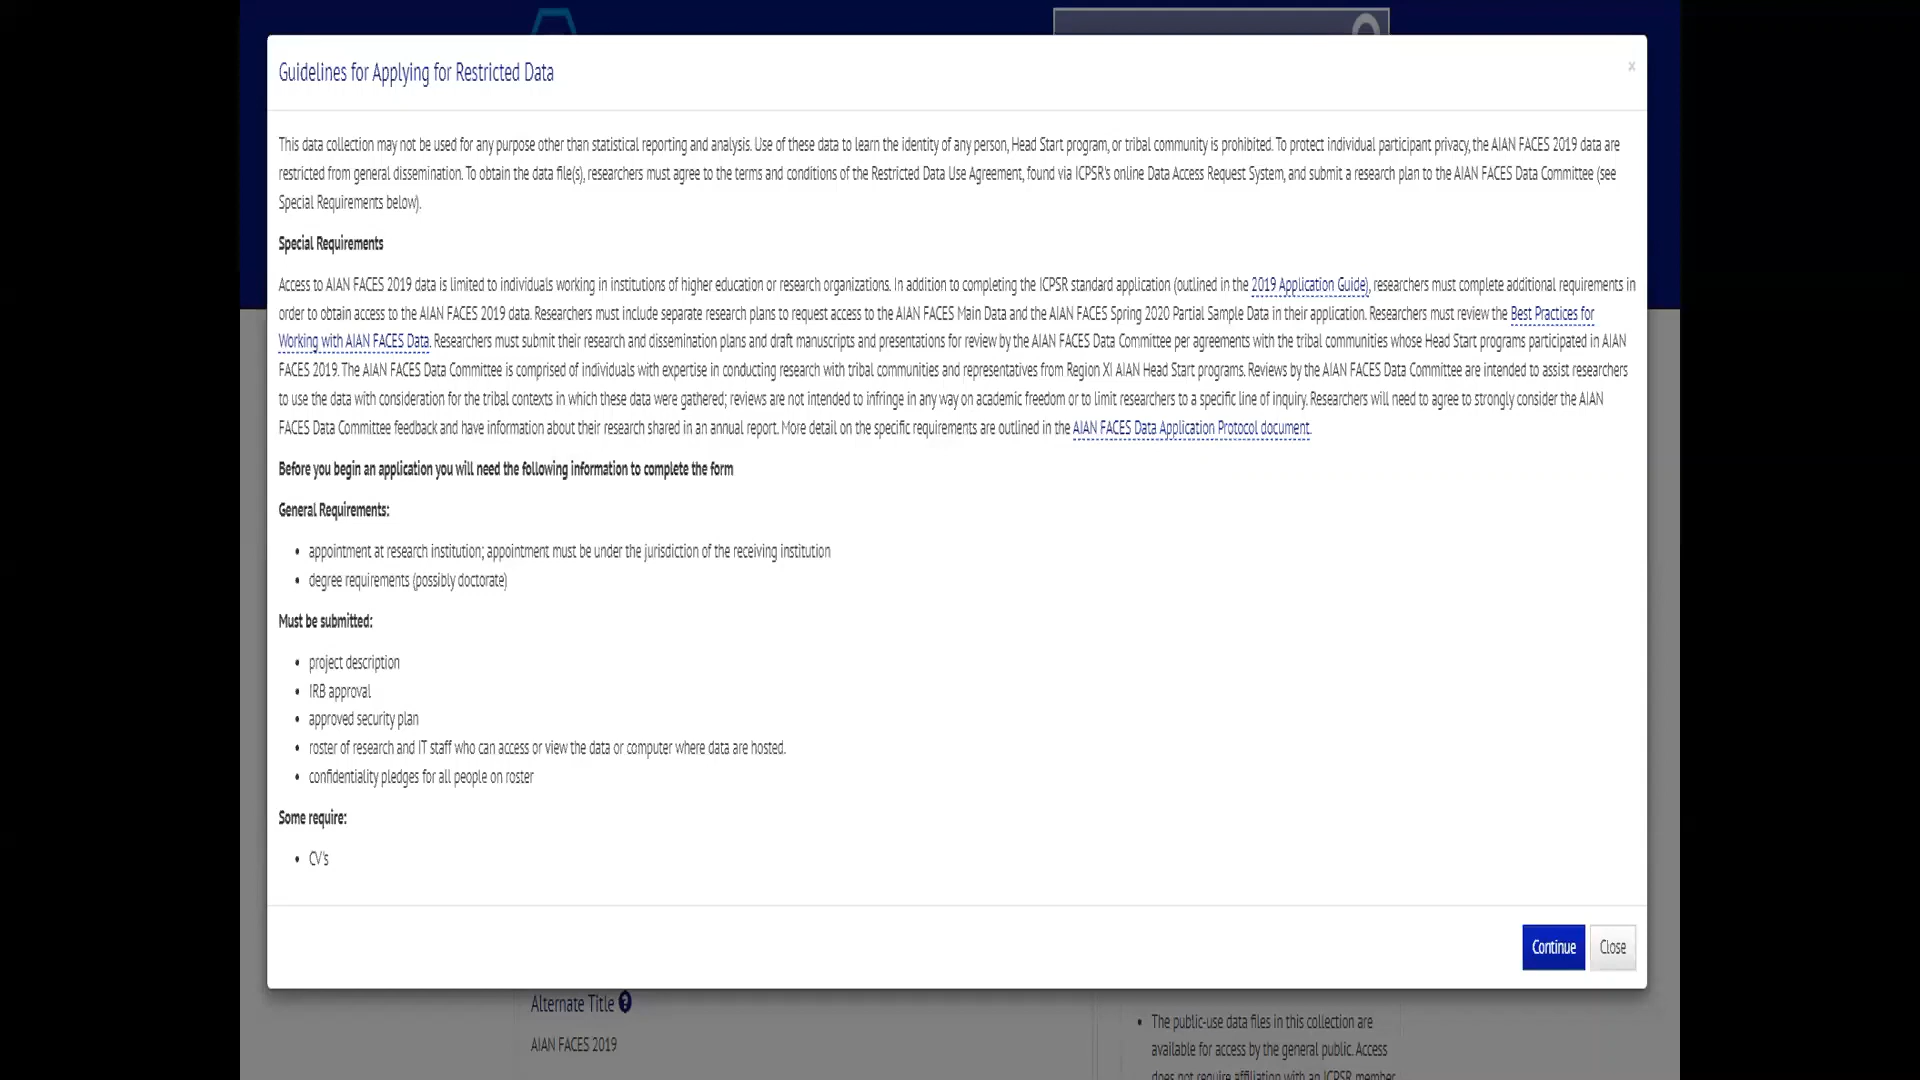 Guidelines for Applying for Restricted Data
×
This data collection may not be used for any purpose other than statistical reporting and analysis. Use of these data to learn the identity of any person, Head Start program, or tribal community is prohibited. To protect individual participant privacy, the AIAN FACES 2019 data are
restricted from general dissemination. To obtain the data file(s), researchers must agree to the terms and conditions of the Restricted Data Use Agreement, found via ICPSR's online Data Access Request System, and submit a research plan to the AIAN FACES Data Committee (see
Special Requirements below).
Special Requirements
Access to AIAN FACES 2019 data is limited to individuals working in institutions of higher education or research organizations. In addition to completing the ICPSR standard application (outlined in the 2019 Application Guide), researchers must complete additional requirements in
order to obtain access to the AIAN FACES 2019 data. Researchers must include separate research plans to request access to the AIAN FACES Main Data and the AIAN FACES Spring 2020 Partial Sample Data in their application. Researchers must review the Best Practices for
Working with AIAN FACES Data. Researchers must submit their research and dissemination plans and draft manuscripts and presentations for review by the AIAN FACES Data Committee per agreements with the tribal communities whose Head Start programs participated in AIAN
FACES 2019. The AIAN FACES Data Committee is comprised of individuals with expertise in conducting research with tribal communities and representatives from Region XI AIAN Head Start programs. Reviews by the AIAN FACES Data Committee are intended to assist researchers
to use the data with consideration for the tribal contexts in which these data were gathered; reviews are not intended to infringe in any way on academic freedom or to limit researchers to a specific line of inquiry. Researchers will need to agree to strongly consider the AIAN
FACES Data Committee feedback and have information about their research shared in an annual report. More detail on the specific requirements are outlined in the AIAN FACES Data Application Protocol document.
Before you begin an application you will need the following information to complete the form
General Requirements:
• appointment at research institution; appointment must be under the jurisdiction of the receiving institution
• degree requirements (possibly doctorate)
Must be submitted:
• project description
• IRB approval
• approved security plan
• roster of research and IT staff who can access or view the data or computer where data are hosted.
• confidentiality pledges for all people on roster
Some require:
• CV's
Continue
Close
Alternate Title ?
AIAN FACES 2019
• The public-use data files in this collection are
available for access by the general public. Access
does not require affiliation with an ICPSR member